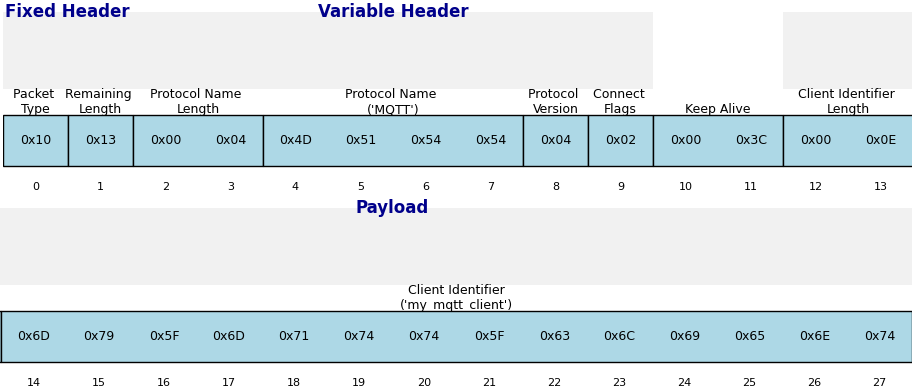 Fixed Header Variable Header
Packet Remaining Protocol Name Protocol Name Protocol Connect Client Identifier
Type Length Length ('MQTT') Version Flags Keep Alive Length
0x10 0x13 0x00 0x04 0x4D 0x51 0x54 0x54 0x04 0x02 0x00 0x3C 0x00 0x0E
0 1 2 3 4 5 6 7 8 9 10 11 12 13
Payload
Client Identifier
('my_mqtt_client')
0x6D 0x79 0x5F 0x6D 0x71 0x74 0x74 0x5F 0x63 0x6C 0x69 0x65 0x6E 0x74
14 15 16 17 18 19 20 21 22 23 24 25 26 27